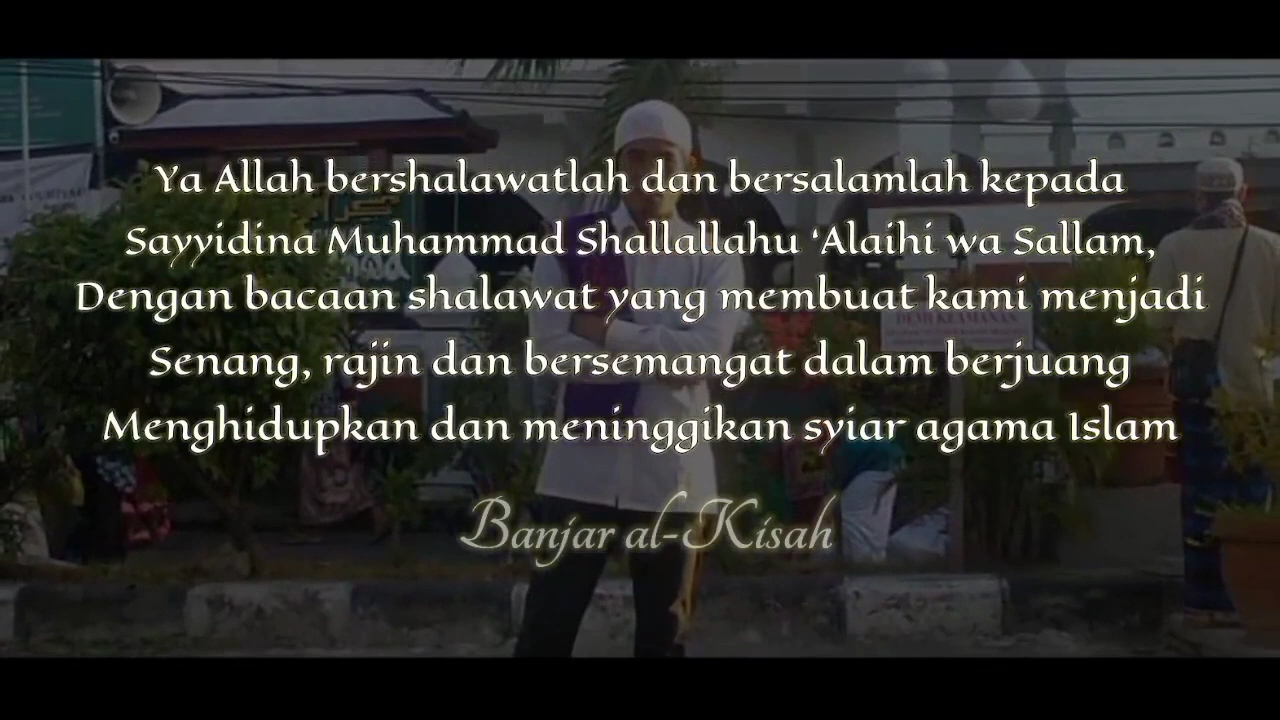 Ya Allah bershalawatlah dan bersalamlah kepada
Sayyidina Muhammad Shallallahu ‘Alaihi wa Sallam,
Dengan bacaan shalawat yang membuat kami menjadi
Senang, rajin dan bersemangat dalam berjuang
Menghidupkan dan meninggikan syiar agama Islam
Banjar al-Kisah